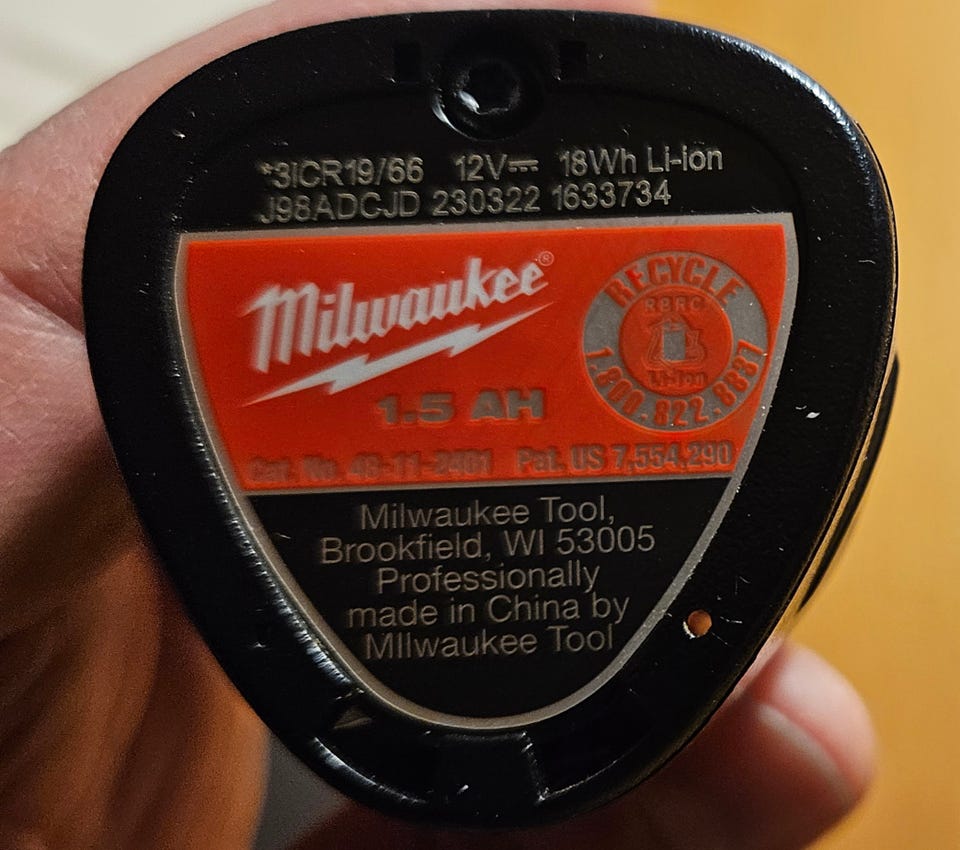 *3ICR19/66 12V⎓ 18Wh Li-ion
J98ADCJD 230322 1633734
Milwaukee®
RECYCLE
RBRC
Li-ion
1.800.822.8837
1.5 AH
Cat. No. 48-11-2401 Pat. US 7,554,290
Milwaukee Tool,
Brookfield, WI 53005
Professionally
made in China by
MIlwaukee Tool